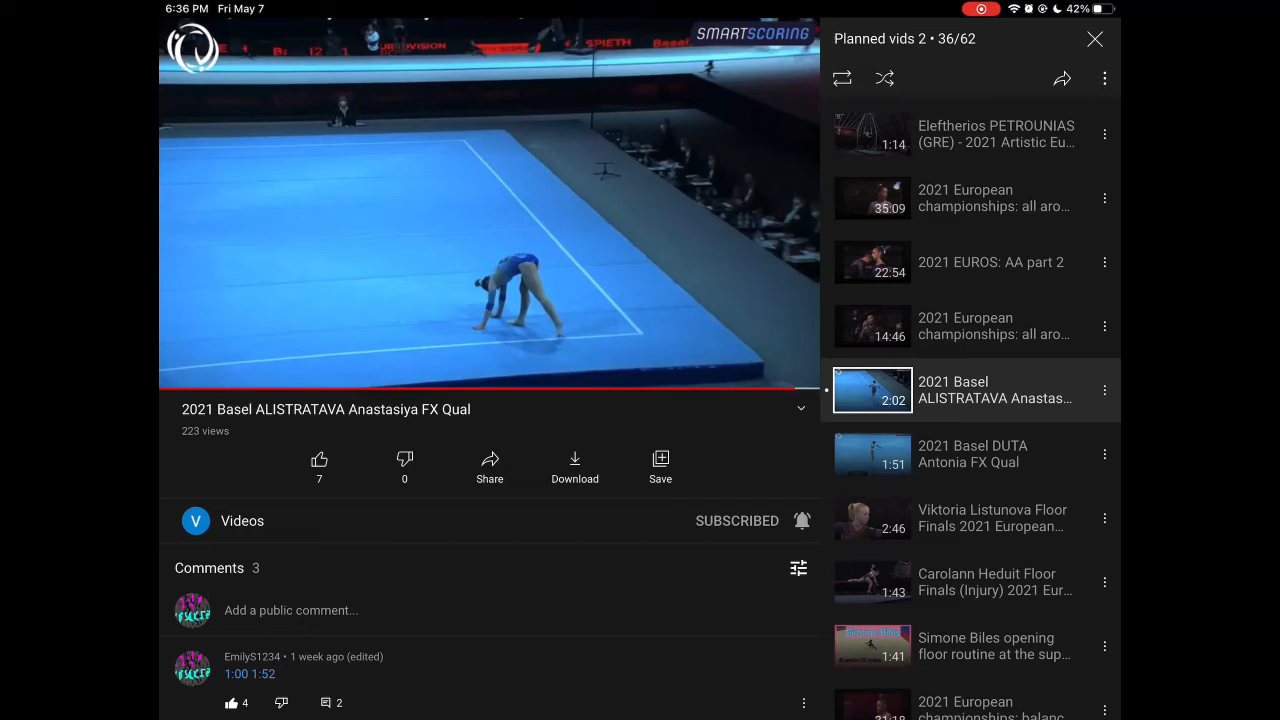 6:36 PM Fri May 7
42%
SMARTSCORING
SPIETH
2021 Basel ALISTRATAVA Anastasiya FX Qual
223 views
7
0
Share
Download
Save
V
Videos
SUBSCRIBED
Comments 3
Add a public comment...
EmilyS1234 • 1 week ago (edited)
1:00 1:52
4
2
Planned vids 2 • 36/62
1:14
Eleftherios PETROUNIAS
(GRE) - 2021 Artistic Eu...
35:09
2021 European
championships: all aro...
22:54
2021 EUROS: AA part 2
14:46
2021 European
championships: all aro...
2:02
2021 Basel
ALISTRATAVA Anastas...
1:51
2021 Basel DUTA
Antonia FX Qual
2:46
Viktoria Listunova Floor
Finals 2021 European...
1:43
Carolann Heduit Floor
Finals (Injury) 2021 Eur...
Simone Biles
1:41
Simone Biles opening
floor routine at the sup...
31:18
2021 European
championships: balanc...